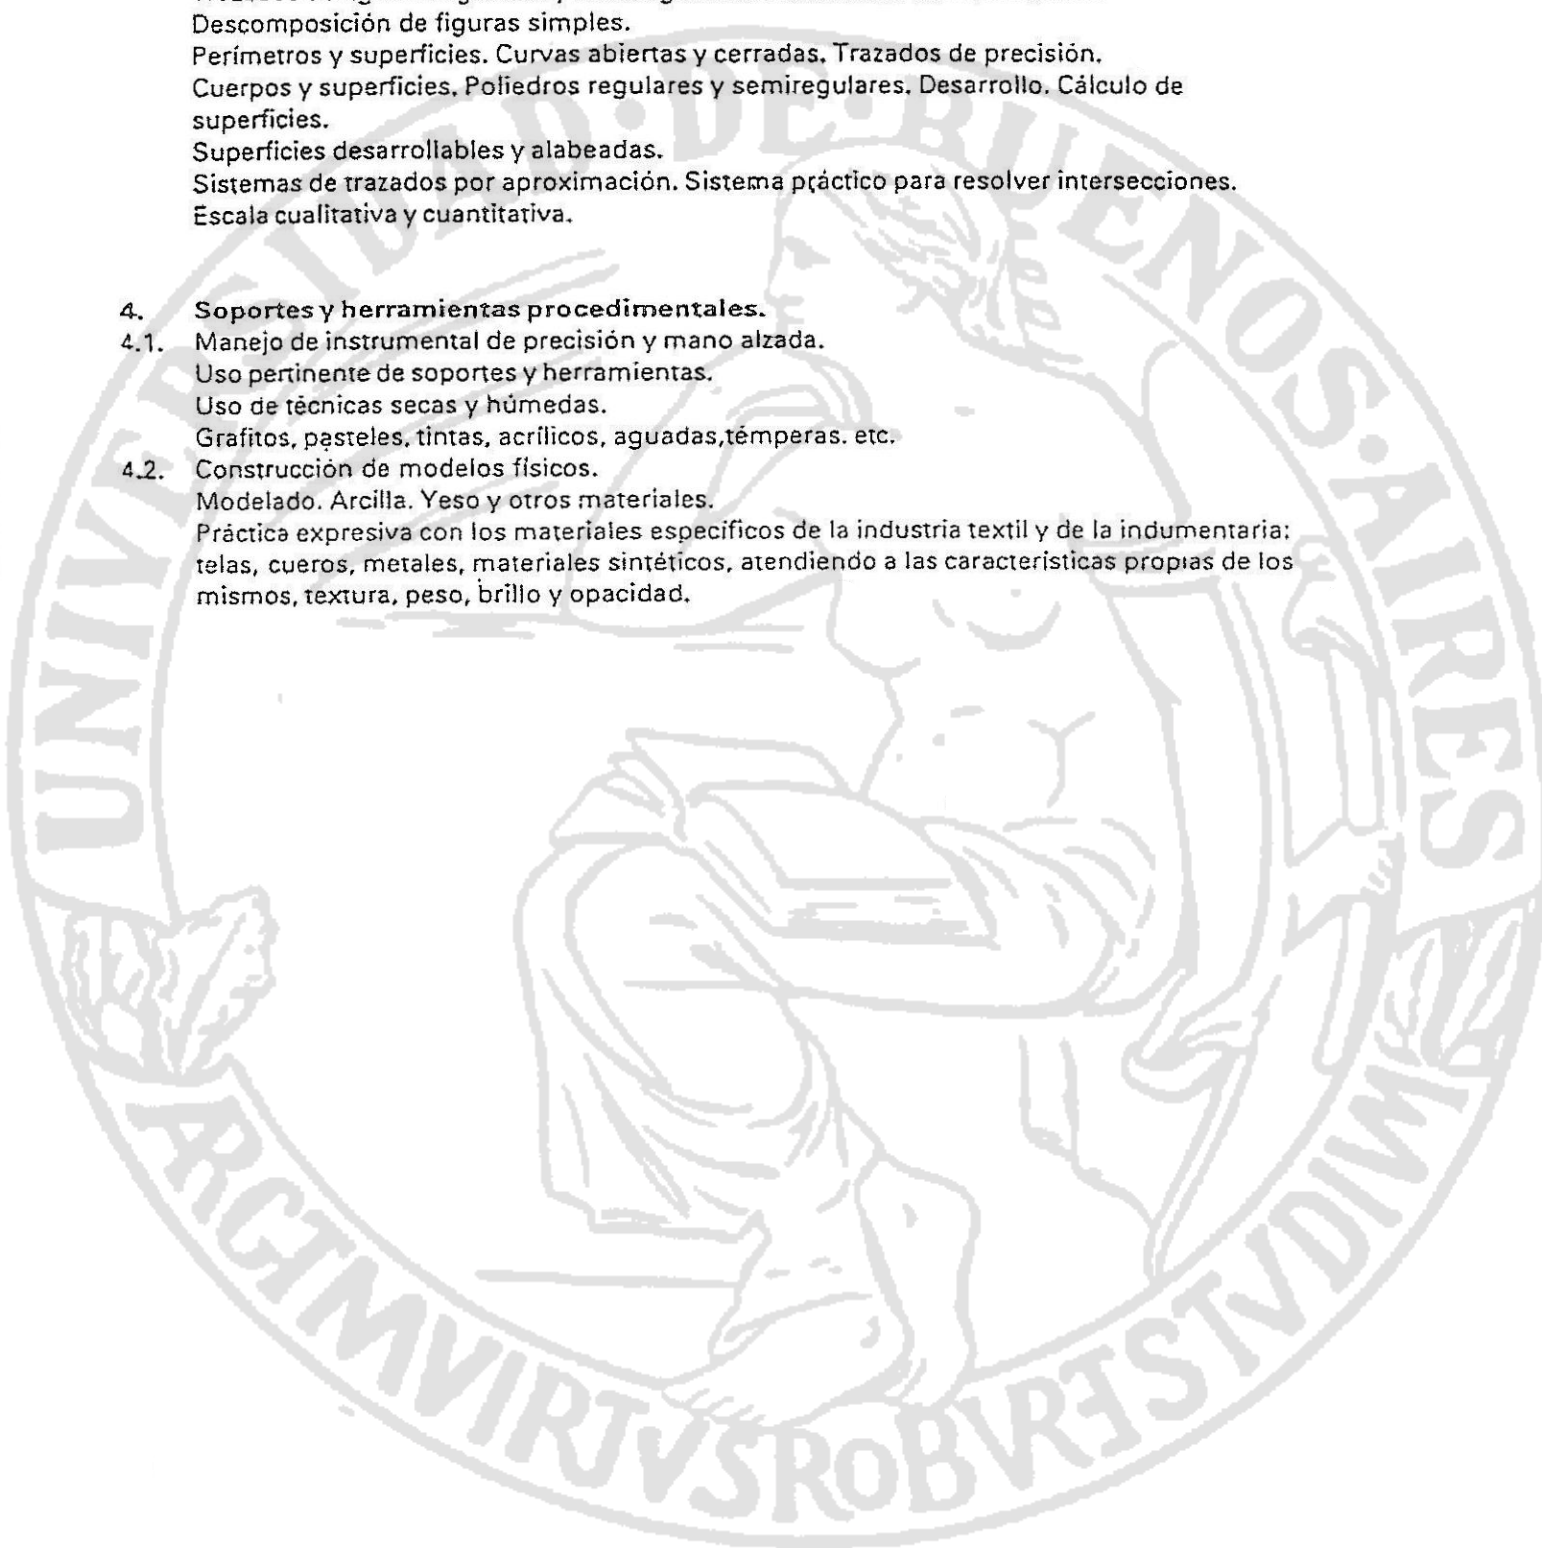 Descomposición de figuras simples.
Perímetros y superficies. Curvas abiertas y cerradas. Trazados de precisión.
Cuerpos y superficies. Poliedros regulares y semiregulares. Desarrollo. Cálculo de
superficies.
Superficies desarrollables y alabeadas.
Sistemas de trazados por aproximación. Sistema práctico para resolver intersecciones.
Escala cualitativa y cuantitativa.
4. Soportes y herramientas procedimentales.
4.1. Manejo de instrumental de precisión y mano alzada.
Uso pertinente de soportes y herramientas.
Uso de técnicas secas y húmedas.
Grafitos, pasteles, tintas, acrílicos, aguadas,témperas. etc.
4.2. Construcción de modelos físicos.
Modelado. Arcilla. Yeso y otros materiales.
Práctica expresiva con los materiales específicos de la industria textil y de la indumentaria:
telas, cueros, metales, materiales sintéticos, atendiendo a las características propias de los
mismos, textura, peso, brillo y opacidad.
UNIVERSIDAD·DE·BUENOS·AIRES
ARGT·VIRTVS ROBVR ET STVDIVM